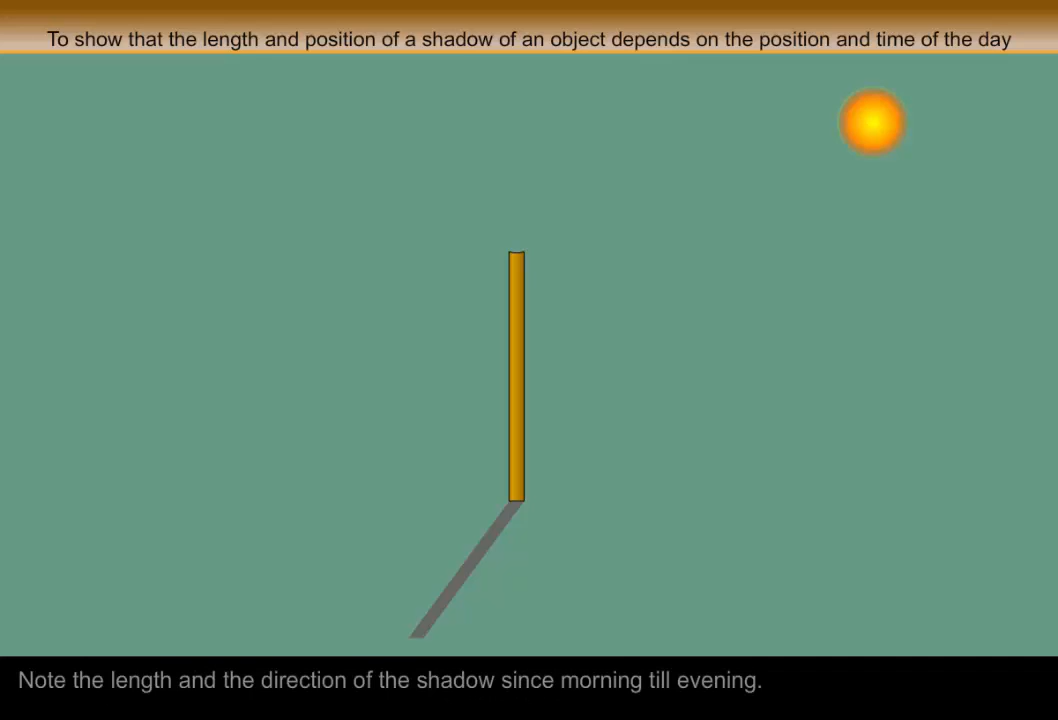 To show that the length and position of a shadow of an object depends on the position and time of the day
Note the length and the direction of the shadow since morning till evening.